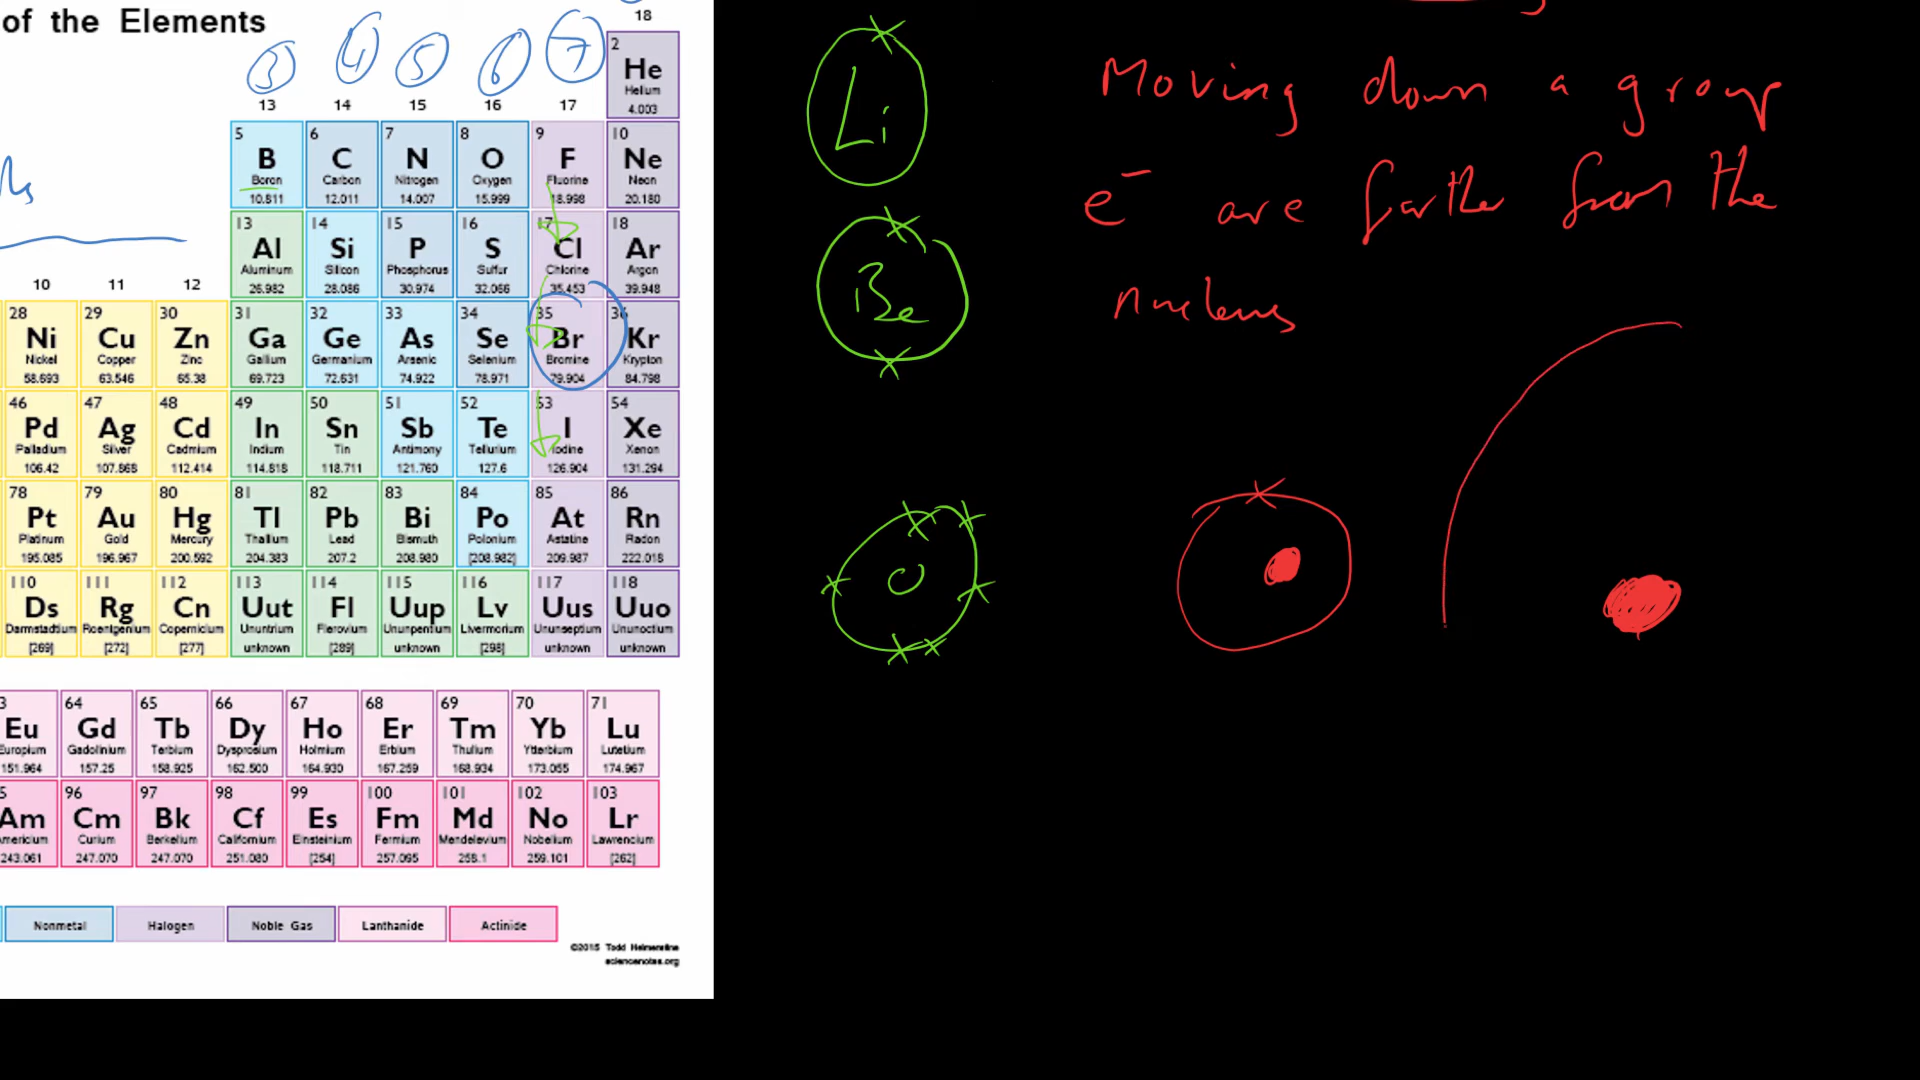 of the Elements
3 4 5 6 7
18
2
He
Helium
4.003
13 14 15 16 17
5 6 7 8 9 10
B C N O F Ne
Boron Carbon Nitrogen Oxygen Fluorine Neon
10.811 12.011 14.007 15.999 18.998 20.180
13 14 15 16 17 18
Al Si P S Cl Ar
Aluminum Silicon Phosphorus Sulfur Chlorine Argon
26.982 28.086 30.974 32.066 35.453 39.948
10 11 12
28 29 30 31 32 33 34 35 36
Ni Cu Zn Ga Ge As Se Br Kr
Nickel Copper Zinc Gallium Germanium Arsenic Selenium Bromine Krypton
58.693 63.546 65.38 69.723 72.631 74.922 78.971 79.904 84.798
46 47 48 49 50 51 52 53 54
Pd Ag Cd In Sn Sb Te I Xe
Palladium Silver Cadmium Indium Tin Antimony Tellurium Iodine Xenon
106.42 107.868 112.414 114.818 118.711 121.760 127.6 126.904 131.294
78 79 80 81 82 83 84 85 86
Pt Au Hg Tl Pb Bi Po At Rn
Platinum Gold Mercury Thallium Lead Bismuth Polonium Astatine Radon
195.085 196.967 200.592 204.383 207.2 208.980 [208.982] 209.987 222.018
110 111 112 113 114 115 116 117 118
Ds Rg Cn Uut Fl Uup Lv Uus Uuo
Darmstadtium Roentgenium Copernicium Ununtrium Flerovium Ununpentium Livermorium Ununseptium Ununoctium
[269] [272] [277] unknown [289] unknown [298] unknown unknown
3 64 65 66 67 68 69 70 71
Eu Gd Tb Dy Ho Er Tm Yb Lu
Europium Gadolinium Terbium Dysprosium Holmium Erbium Thulium Ytterbium Lutetium
151.964 157.25 158.925 162.500 164.930 167.259 168.934 173.055 174.967
5 96 97 98 99 100 101 102 103
Am Cm Bk Cf Es Fm Md No Lr
Americium Curium Berkelium Californium Einsteinium Fermium Mendelevium Nobelium Lawrencium
243.061 247.070 247.070 251.080 [254] 257.095 258.1 259.101 [262]
Nonmetal Halogen Noble Gas Lanthanide Actinide
©2015 Todd Helmenstine
sciencenotes.org
Li
Be
O
Moving down a group
e⁻ are farther from the
nucleus